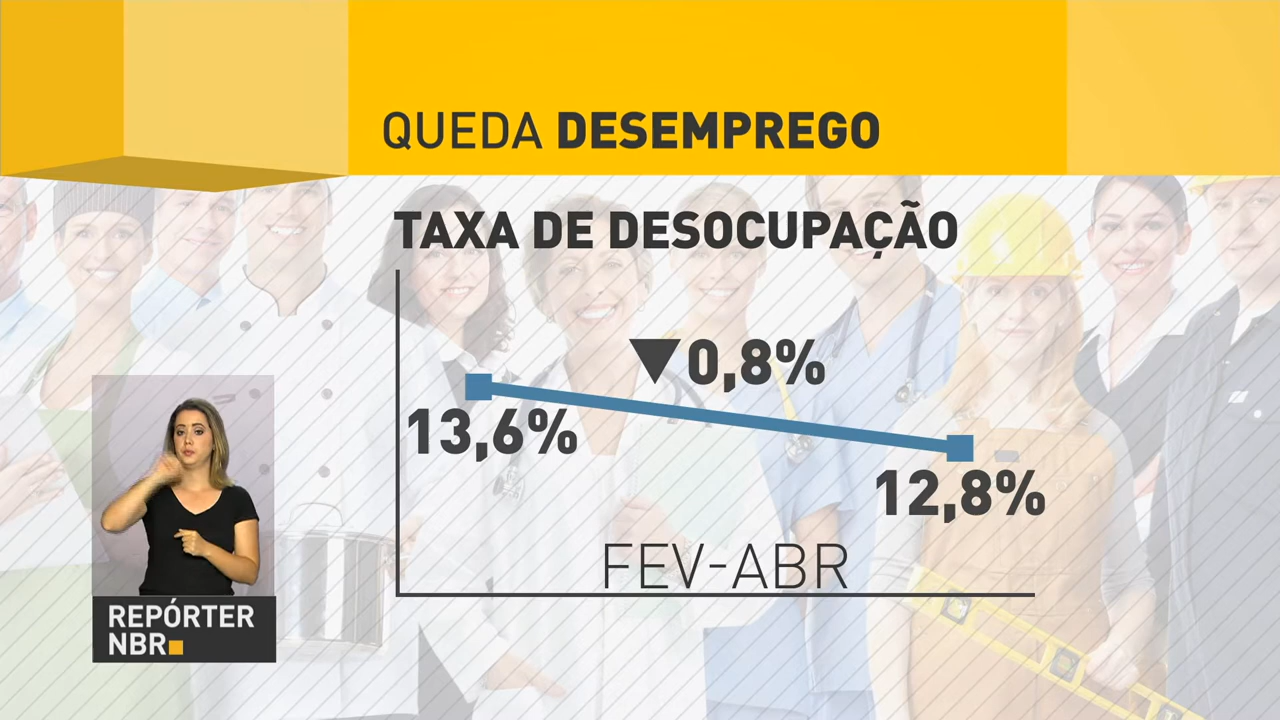 QUEDA DESEMPREGO
TAXA DE DESOCUPAÇÃO
▼0,8%
13,6%
12,8%
FEV-ABR
REPÓRTER
NBR